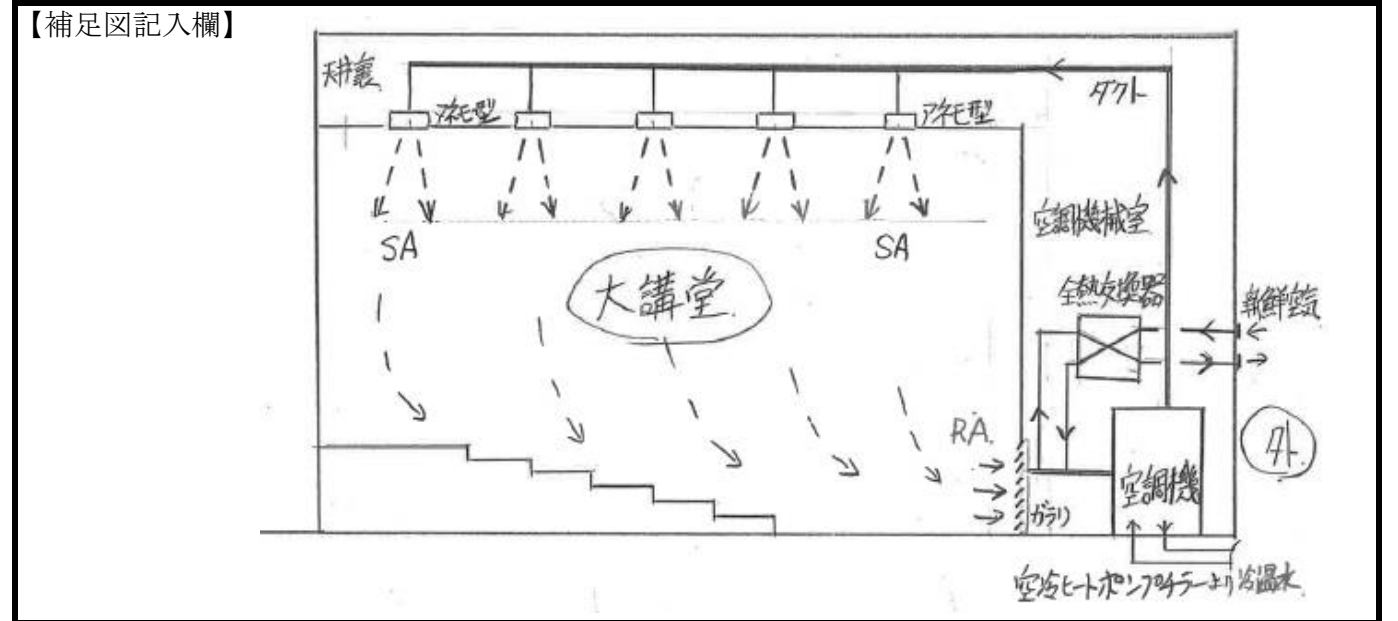 【補足図記入欄】
天井裏
アネモ型
アネモ型
ダクト
空調機械室
SA
SA
大講堂
全熱交換器
新鮮空気
RA.
外
空調機
ガラリ
空冷ヒートポンプチラーより冷温水